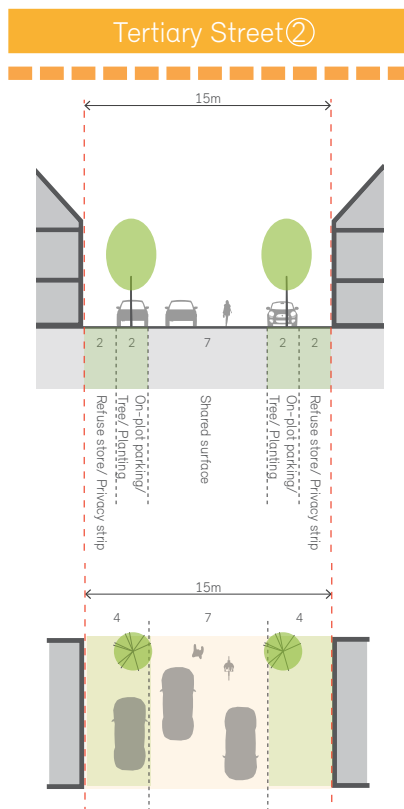 Tertiary Street②
15m
2 2 7 2 2
Refuse store/ Privacy strip
On-plot parking/
Tree/ Planting
Shared surface
On-plot parking/
Tree/ Planting
Refuse store/ Privacy strip
15m
4 7 4